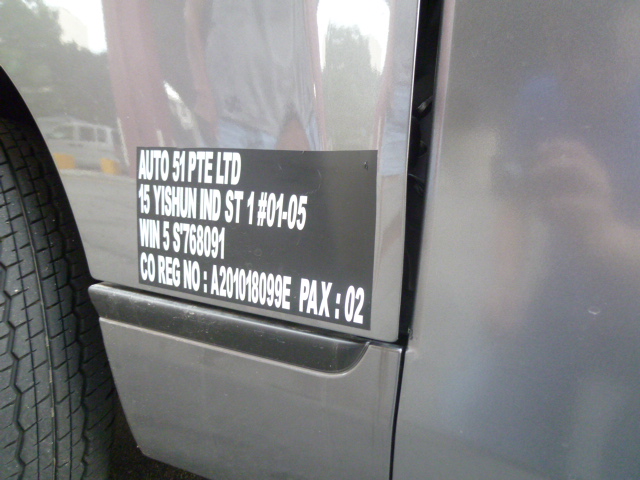 AUTO 51 PTE LTD
15 YISHUN IND ST 1 #01-05
WIN 5 S'768091
CO REG NO : A201018099E PAX : 02